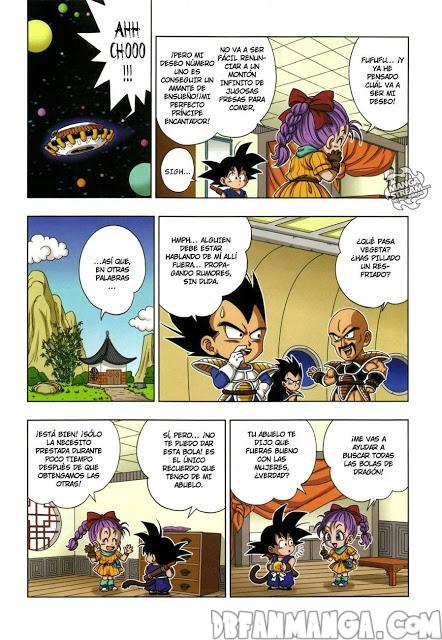 FUFUFU... ¡Y
YA HE
PENSADO
CUÁL VA A
SER MI
DESEO!
NO VA A SER
FÁCIL RENUN-
CIAR A UN
MONTÓN
INFINITO DE
JUGOSAS
FRESAS PARA
COMER,
¡PERO MI
DESEO NÚMERO
UNO ES
CONSEGUIR UN
AMANTE DE
ENSUEÑO! ¡MI
PERFECTO
PRÍNCIPE
ENCANTADOR!
SIGH...
MANGA
STREAM
AHH
CHOOO
!!!
¿QUÉ PASA
VEGETA?
¿HAS PILLADO
UN RES-
FRIADO?
HMPH... ALGUIEN
DEBE ESTAR
HABLANDO DE
MÍ ALLÍ
FUERA... PROPA-
GANDO RUMORES,
SIN DUDA.
...ASÍ QUE,
EN OTRAS
PALABRAS...
¡ME VAS A
AYUDAR A
BUSCAR
TODAS LAS
BOLAS DE
DRAGÓN!
TU ABUELO TE
DIJO QUE
FUERAS BUENO
CON LAS
MUJERES,
¿VERDAD?
SÍ, PERO... ¡NO
TE PUEDO DAR
ESTA BOLA! ES
EL ÚNICO
RECUERDO QUE
TENGO DE MI
ABUELO.
¡ESTÁ BIEN! ¡SÓLO
LA NECESITO
PRESTADA DURANTE
POCO TIEMPO
DESPUÉS DE QUE
OBTENGAMOS LAS
OTRAS!
DBFANMANGA.COM